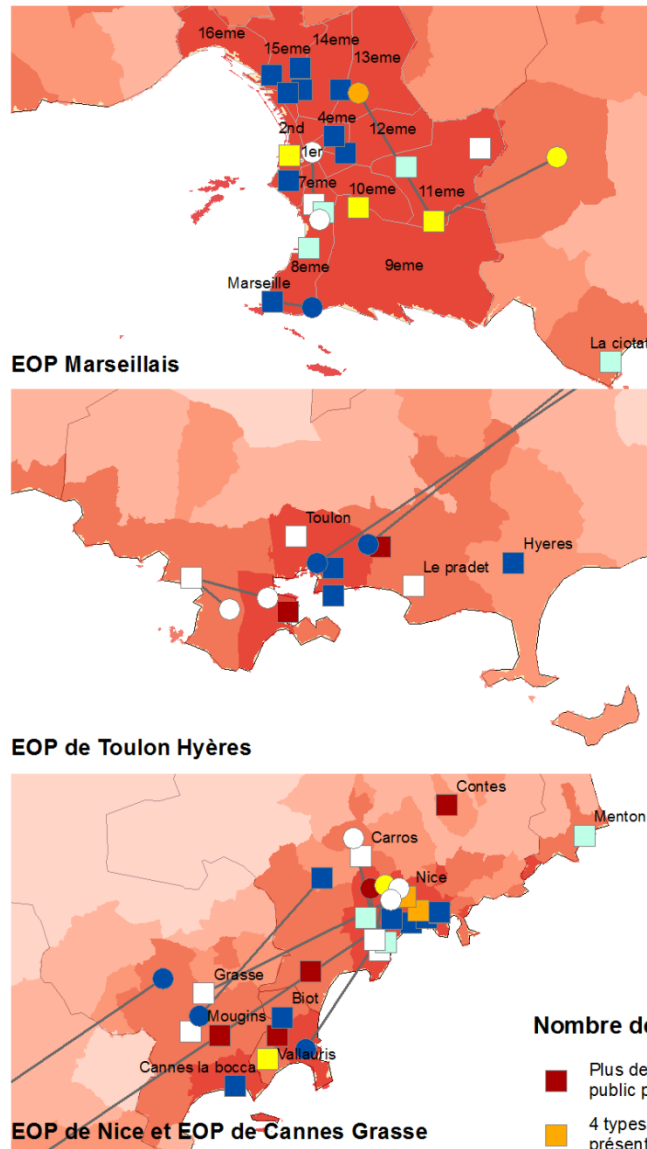 16eme
14eme
15eme
13eme
4eme
2nd
12eme
1er
7eme
10eme
11eme
8eme
9eme
Marseille
La ciotat
EOP Marseillais
Toulon
Hyeres
Le pradet
EOP de Toulon Hyères
Contes
Menton
Carros
Nice
Grasse
Biot
Mougins
Cannes la bocca
Vallauris
Nombre de
Plus de
public p
4 types
présent
EOP de Nice et EOP de Cannes Grasse